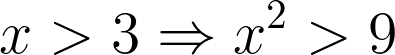 x > 3 ⇒ x² > 9